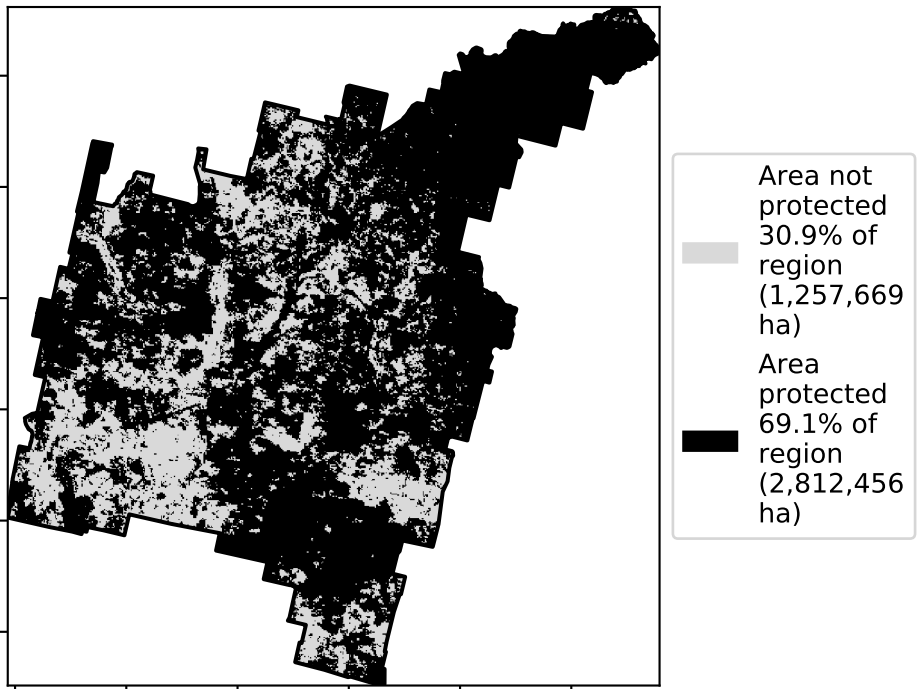 Area not
protected
30.9% of
region
(1,257,669
ha)
Area
protected
69.1% of
region
(2,812,456
ha)